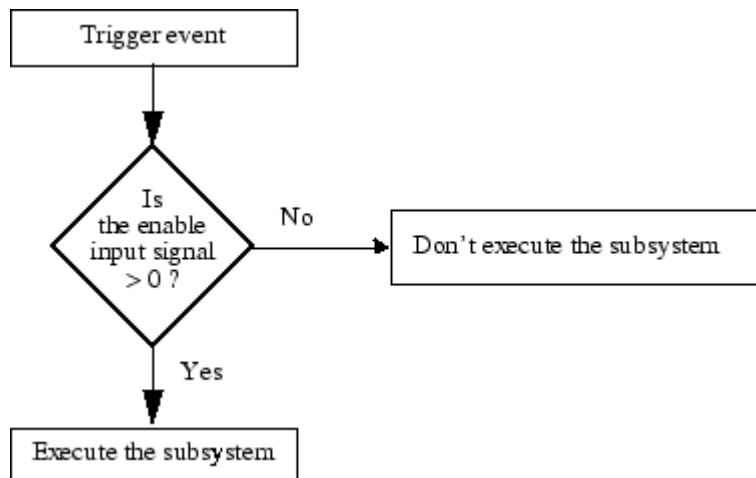 Trigger event
Is
the enable
input signal
> 0 ?
No
Don't execute the subsystem
Yes
Execute the subsystem